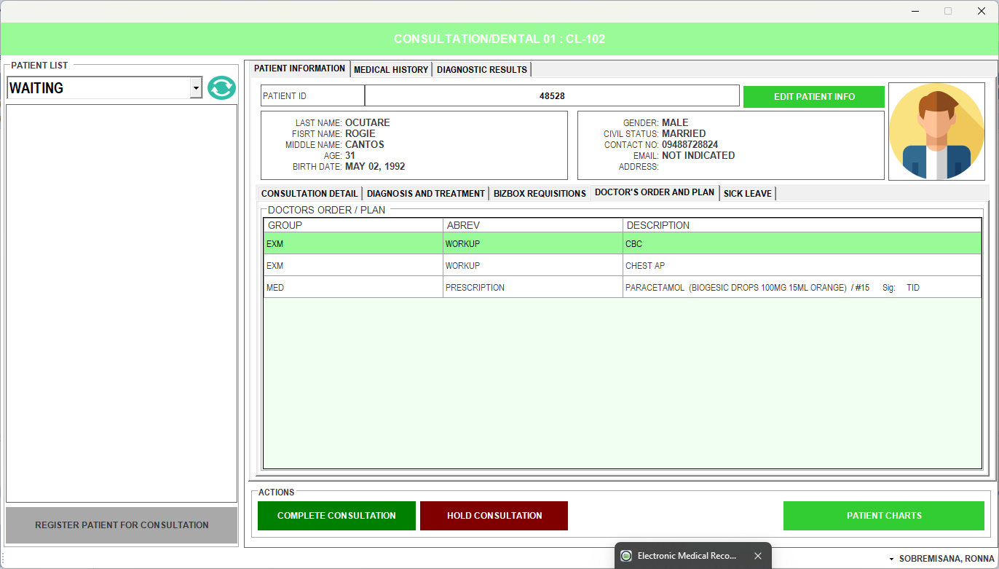 CONSULTATION/DENTAL 01 : CL-102
PATIENT LIST
WAITING
REGISTER PATIENT FOR CONSULTATION
PATIENT INFORMATION MEDICAL HISTORY DIAGNOSTIC RESULTS
PATIENT ID 48528 EDIT PATIENT INFO
LAST NAME: OCUTARE
FISRT NAME: ROGIE
MIDDLE NAME: CANTOS
AGE: 31
BIRTH DATE: MAY 02, 1992
GENDER: MALE
CIVIL STATUS: MARRIED
CONTACT NO: 09488728824
EMAIL: NOT INDICATED
ADDRESS:
CONSULTATION DETAIL DIAGNOSIS AND TREATMENT BIZBOX REQUISITIONS DOCTOR'S ORDER AND PLAN SICK LEAVE
DOCTORS ORDER / PLAN
GROUP ABREV DESCRIPTION
EXM WORKUP CBC
EXM WORKUP CHEST AP
MED PRESCRIPTION PARACETAMOL (BIOGESIC DROPS 100MG 15ML ORANGE) / #15 Sig: TID
ACTIONS
COMPLETE CONSULTATION HOLD CONSULTATION PATIENT CHARTS
Electronic Medical Reco...
SOBREMISANA, RONNA